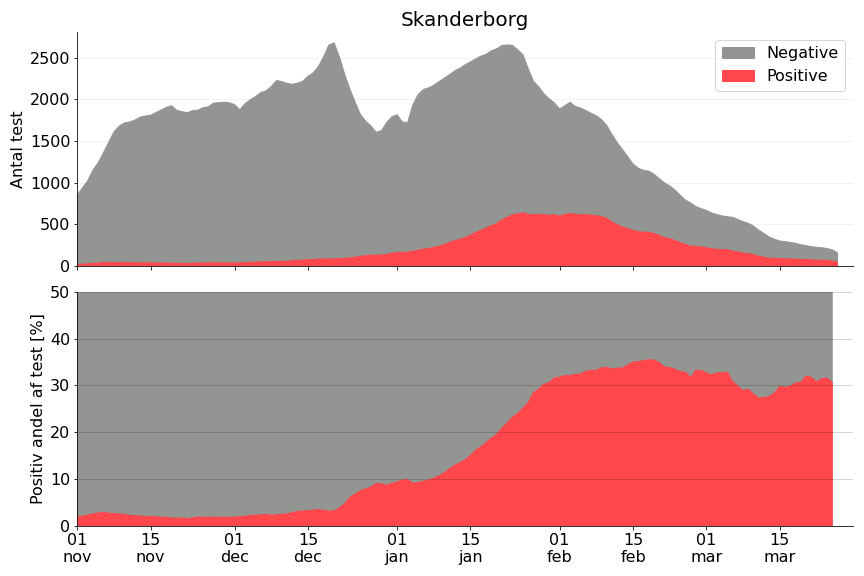 Skanderborg
Antal test
2500
2000
1500
1000
500
0
Negative
Positive
Positiv andel af test [%]
50
40
30
20
10
0
01 nov
15 nov
01 dec
15 dec
01 jan
15 jan
01 feb
15 feb
01 mar
15 mar